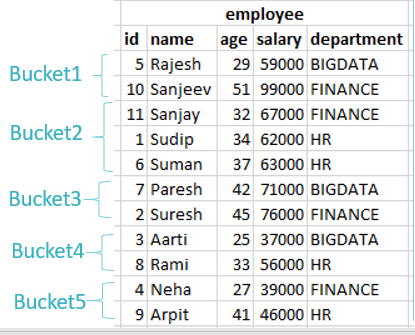 employee
id name age salary department
Bucket1
5 Rajesh 29 59000 BIGDATA
10 Sanjeev 51 99000 FINANCE
Bucket2
11 Sanjay 32 67000 FINANCE
1 Sudip 34 62000 HR
6 Suman 37 63000 HR
Bucket3
7 Paresh 42 71000 BIGDATA
2 Suresh 45 76000 FINANCE
Bucket4
3 Aarti 25 37000 BIGDATA
8 Rami 33 56000 HR
Bucket5
4 Neha 27 39000 FINANCE
9 Arpit 41 46000 HR